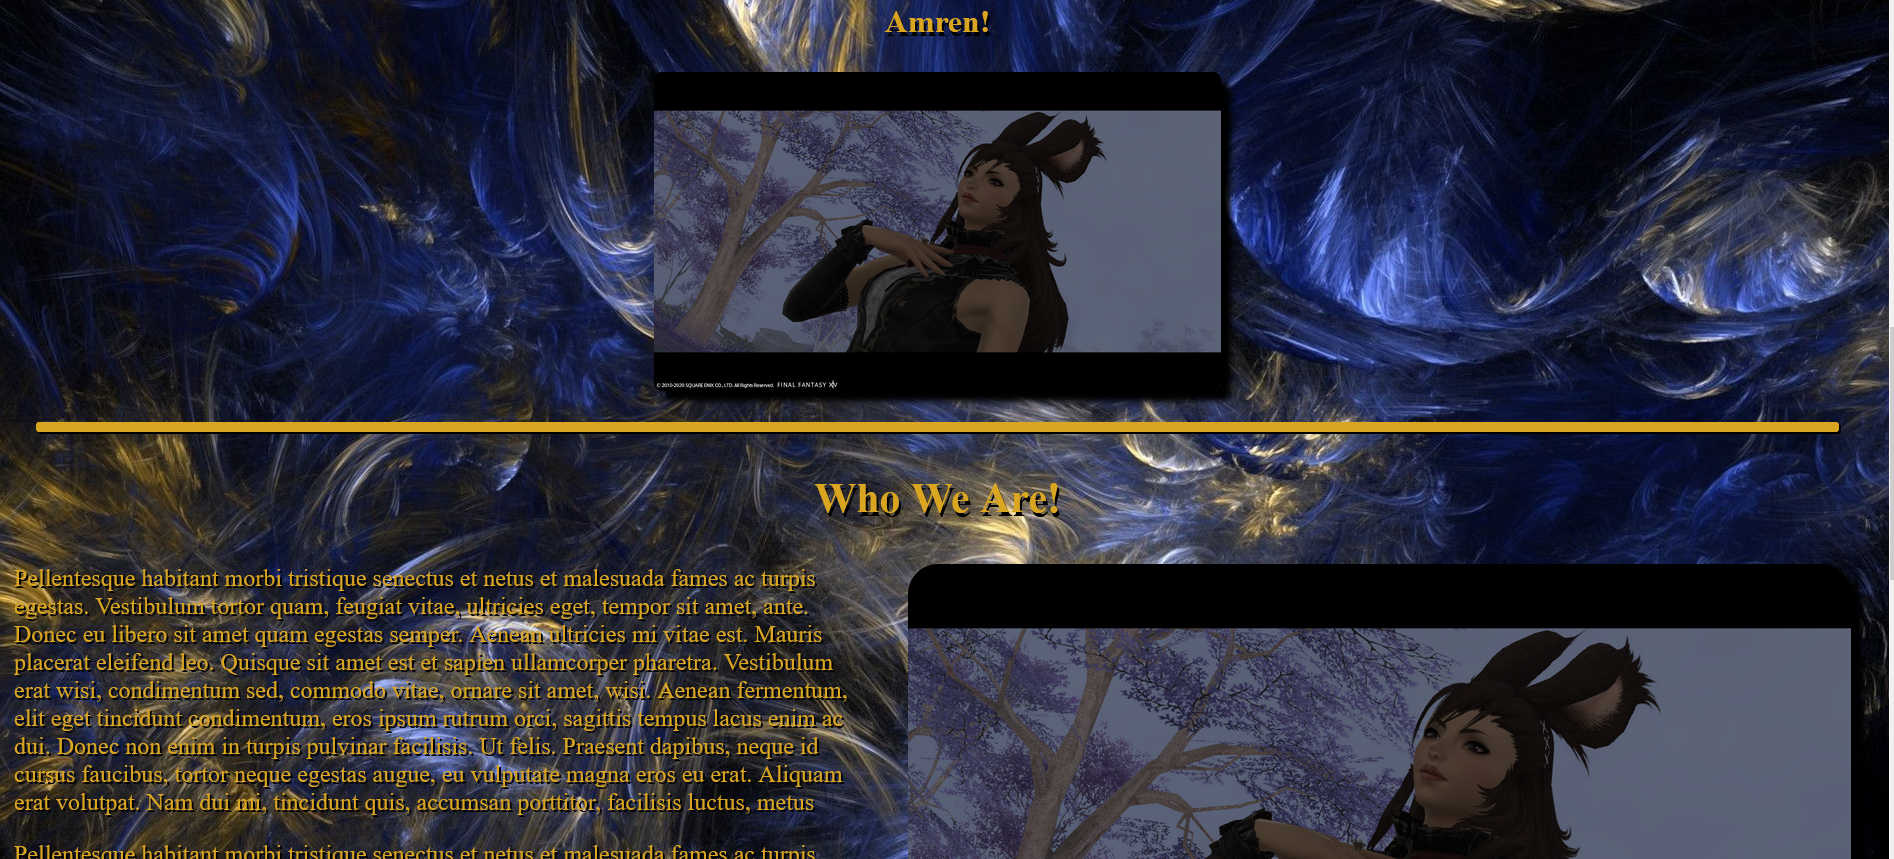 Amren!
© 2010-2020 SQUARE ENIX CO., LTD. All Rights Reserved. FINAL FANTASY XIV
Who We Are!
Pellentesque habitant morbi tristique senectus et netus et malesuada fames ac turpis
egestas. Vestibulum tortor quam, feugiat vitae, ultricies eget, tempor sit amet, ante.
Donec eu libero sit amet quam egestas semper. Aenean ultricies mi vitae est. Mauris
placerat eleifend leo. Quisque sit amet est et sapien ullamcorper pharetra. Vestibulum
erat wisi, condimentum sed, commodo vitae, ornare sit amet, wisi. Aenean fermentum,
elit eget tincidunt condimentum, eros ipsum rutrum orci, sagittis tempus lacus enim ac
dui. Donec non enim in turpis pulvinar facilisis. Ut felis. Praesent dapibus, neque id
cursus faucibus, tortor neque egestas augue, eu vulputate magna eros eu erat. Aliquam
erat volutpat. Nam dui mi, tincidunt quis, accumsan porttitor, facilisis luctus, metus
Pellentesque habitant morbi tristique senectus et netus et malesuada fames ac turpis